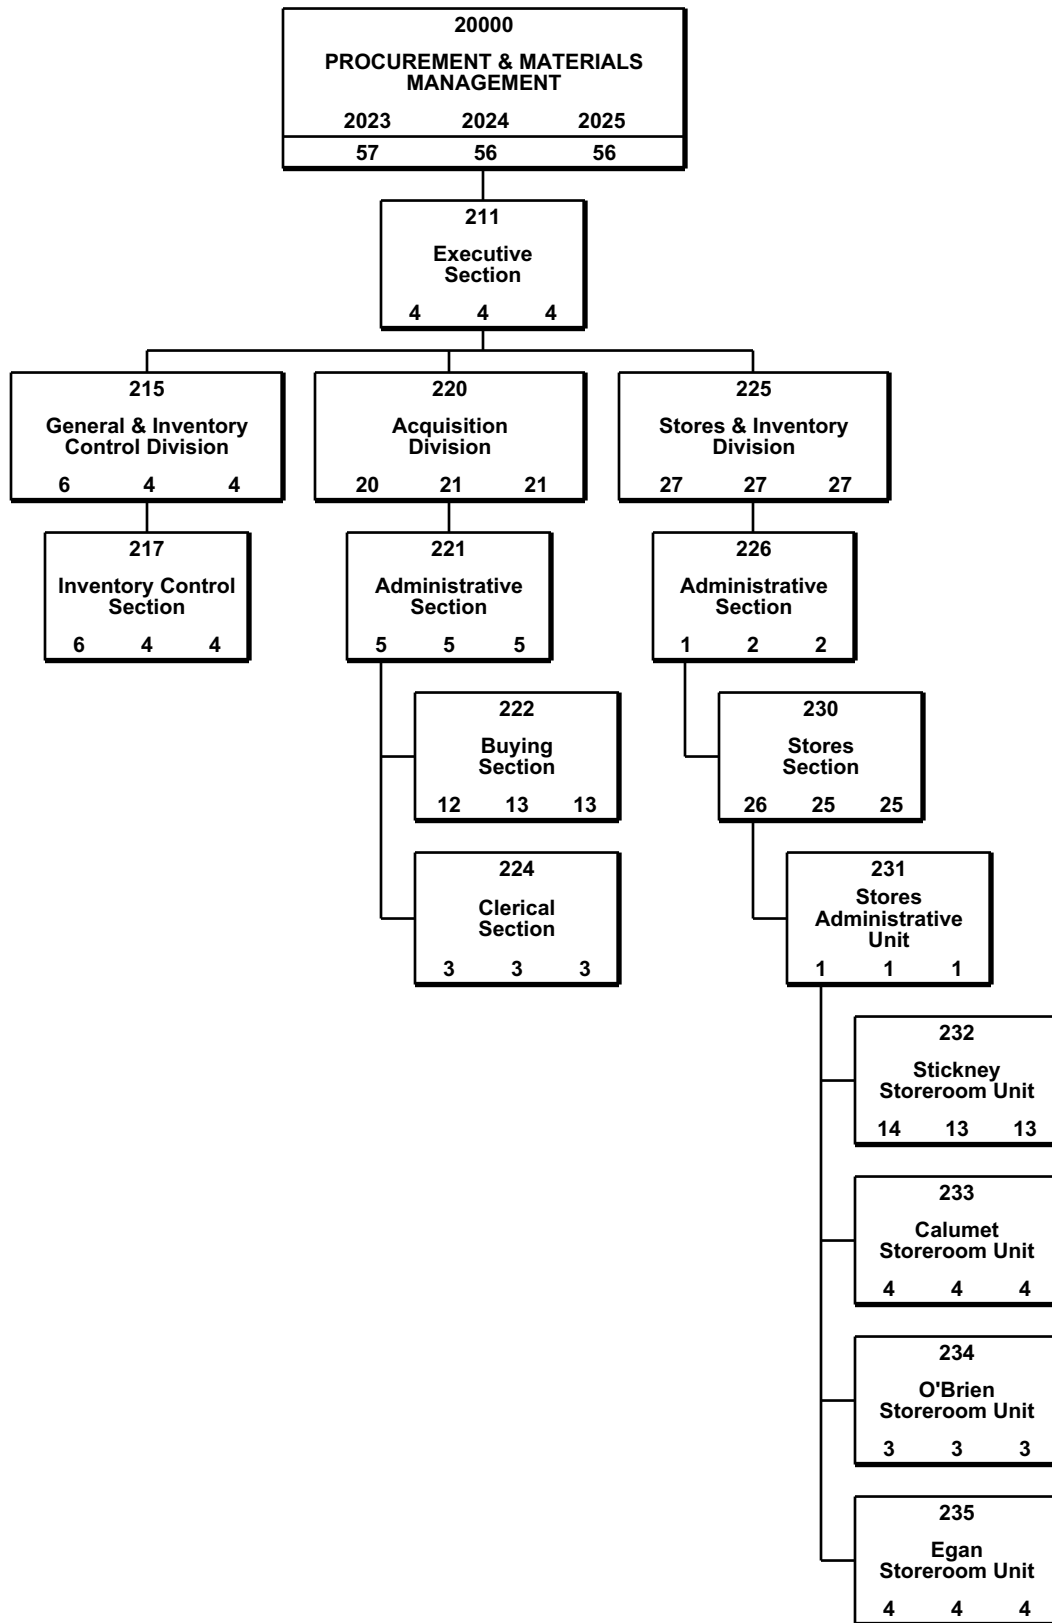 20000
PROCUREMENT & MATERIALS
MANAGEMENT
2023 2024 2025
57 56 56
211
Executive
Section
4 4 4
215
General & Inventory
Control Division
6 4 4
220
Acquisition
Division
20 21 21
225
Stores & Inventory
Division
27 27 27
217
Inventory Control
Section
6 4 4
221
Administrative
Section
5 5 5
226
Administrative
Section
1 2 2
222
Buying
Section
12 13 13
230
Stores
Section
26 25 25
224
Clerical
Section
3 3 3
231
Stores
Administrative
Unit
1 1 1
232
Stickney
Storeroom Unit
14 13 13
233
Calumet
Storeroom Unit
4 4 4
234
O'Brien
Storeroom Unit
3 3 3
235
Egan
Storeroom Unit
4 4 4